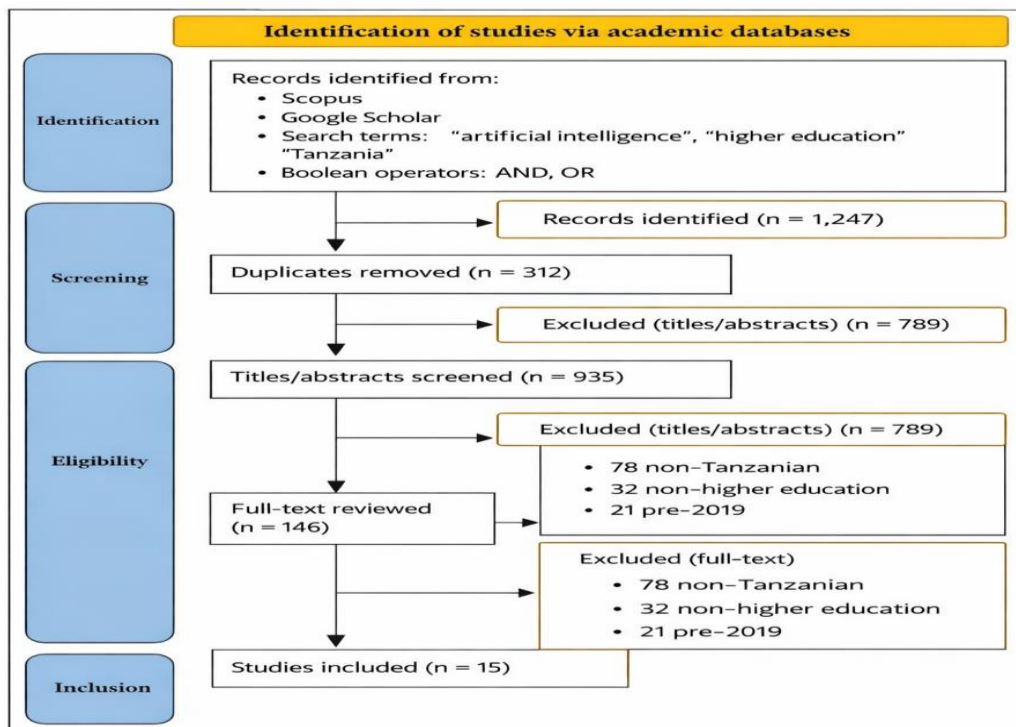 Identification of studies via academic databases
Identification
Records identified from:
• Scopus
• Google Scholar
• Search terms: “artificial intelligence”, “higher education”
“Tanzania”
• Boolean operators: AND, OR
Records identified (n = 1,247)
Screening
Duplicates removed (n = 312)
Excluded (titles/abstracts) (n = 789)
Eligibility
Titles/abstracts screened (n = 935)
Excluded (titles/abstracts) (n = 789)
• 78 non-Tanzanian
• 32 non-higher education
• 21 pre-2019
Full-text reviewed
(n = 146)
Excluded (full-text)
• 78 non-Tanzanian
• 32 non-higher education
• 21 pre-2019
Inclusion
Studies included (n = 15)